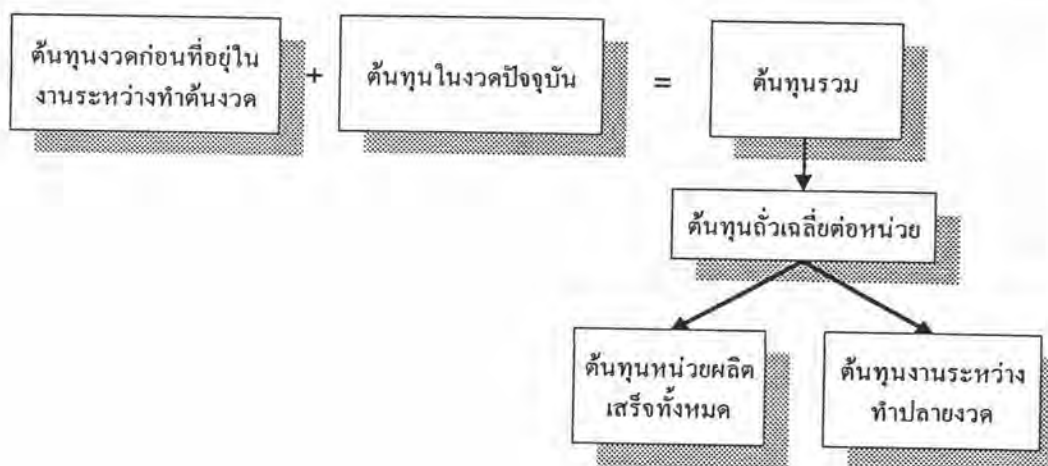 ต้นทุนงวดก่อนที่อยู่ใน
งานระหว่างทำต้นงวด
+
ต้นทุนในงวดปัจจุบัน
=
ต้นทุนรวม
ต้นทุนถั่วเฉลี่ยต่อหน่วย
ต้นทุนหน่วยผลิต
เสร็จทั้งหมด
ต้นทุนงานระหว่าง
ทำปลายงวด